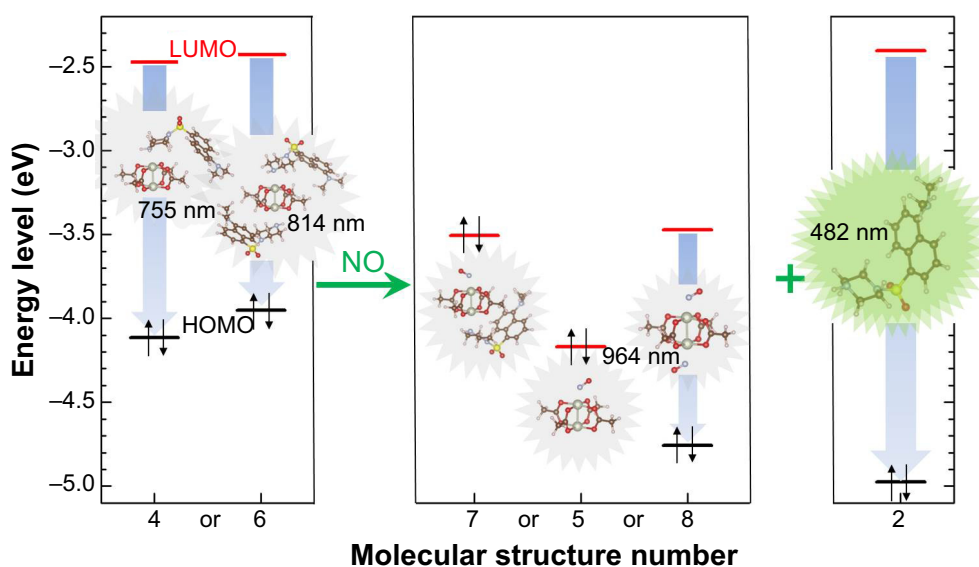 Energy level (eV)
–2.5
–3.0
–3.5
–4.0
–4.5
–5.0
LUMO
755 nm
814 nm
HOMO
NO
964 nm
+
482 nm
4 or 6
7 or 5 or 8
2
Molecular structure number